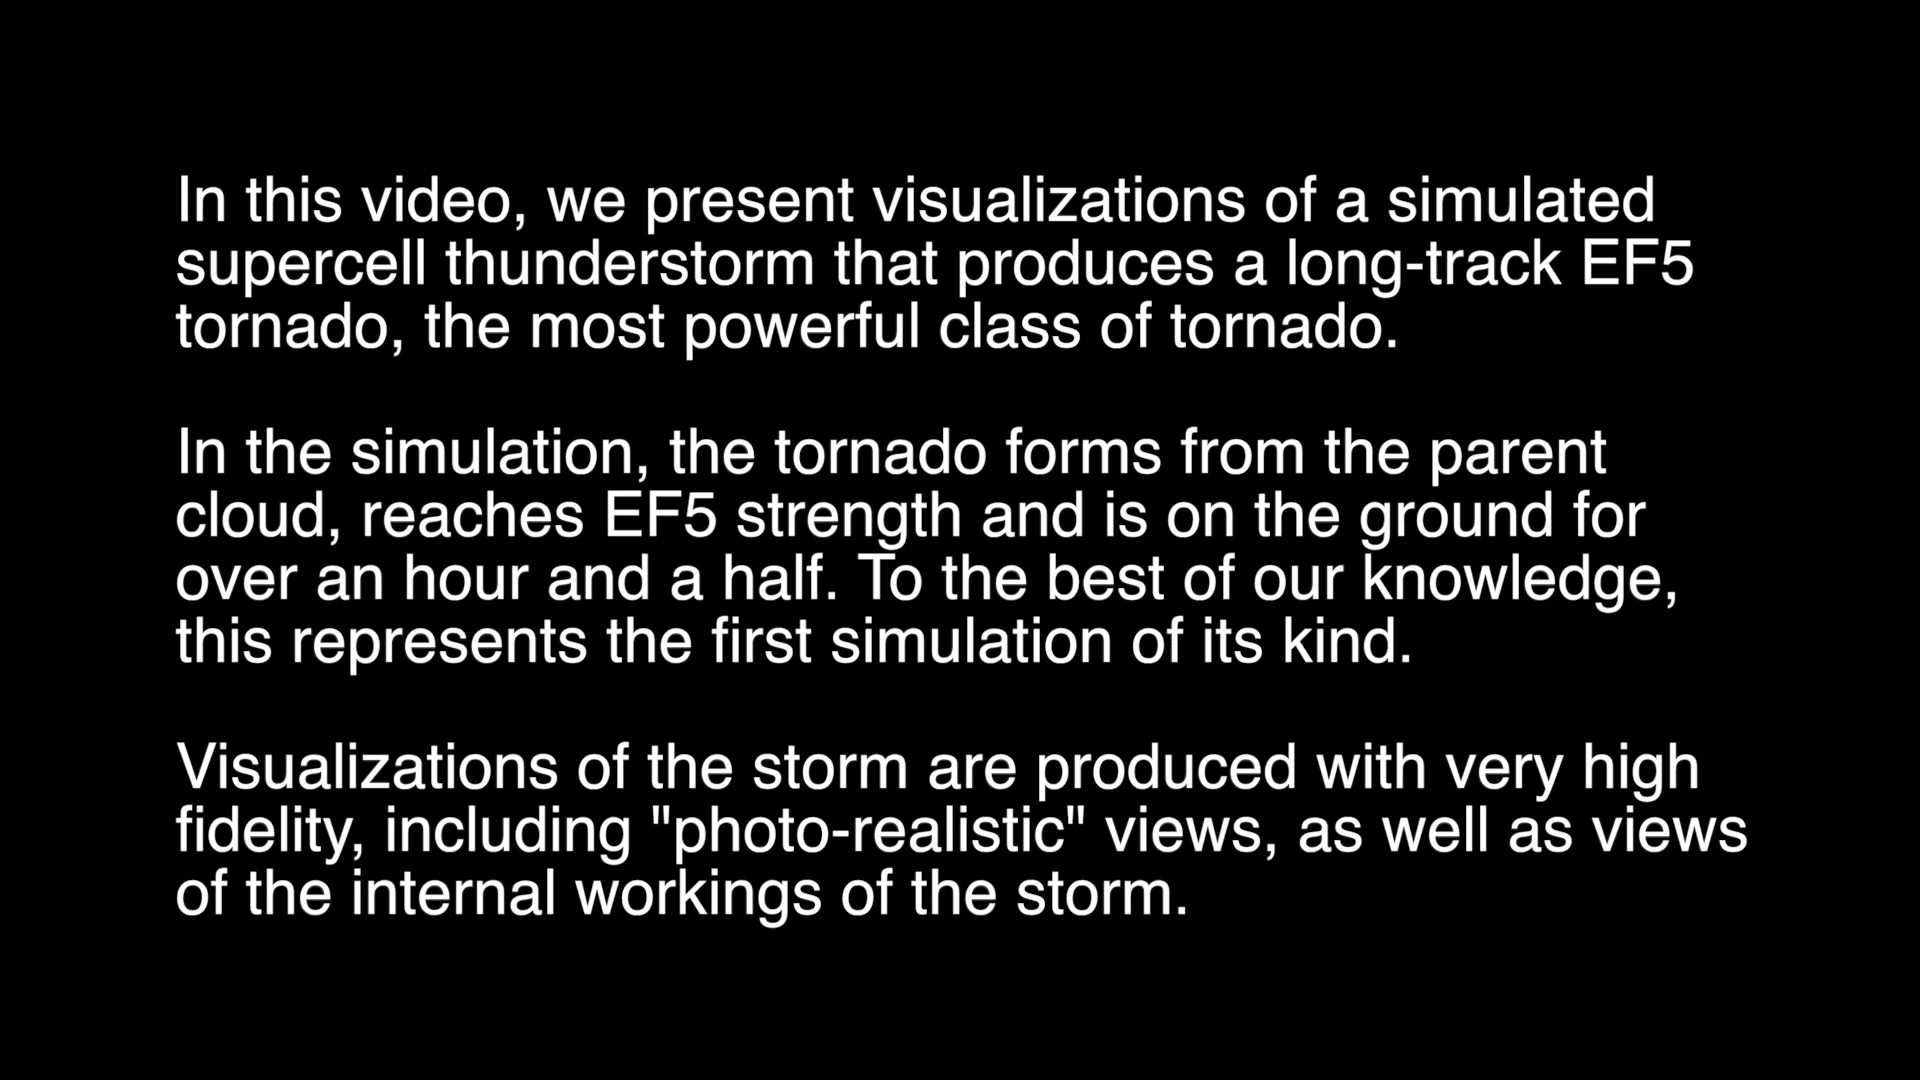 In this video, we present visualizations of a simulated
supercell thunderstorm that produces a long-track EF5
tornado, the most powerful class of tornado.
In the simulation, the tornado forms from the parent
cloud, reaches EF5 strength and is on the ground for
over an hour and a half. To the best of our knowledge,
this represents the first simulation of its kind.
Visualizations of the storm are produced with very high
fidelity, including "photo-realistic" views, as well as views
of the internal workings of the storm.